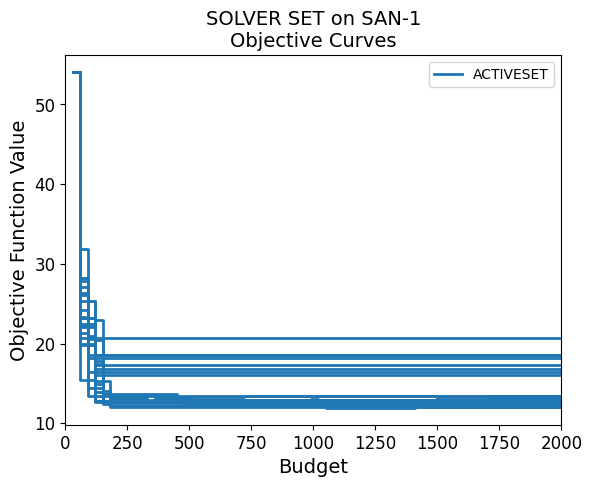 SOLVER SET on SAN-1
Objective Curves
ACTIVESET
Objective Function Value
50
40
30
20
10
0
250
500
750
1000
1250
1500
1750
2000
Budget